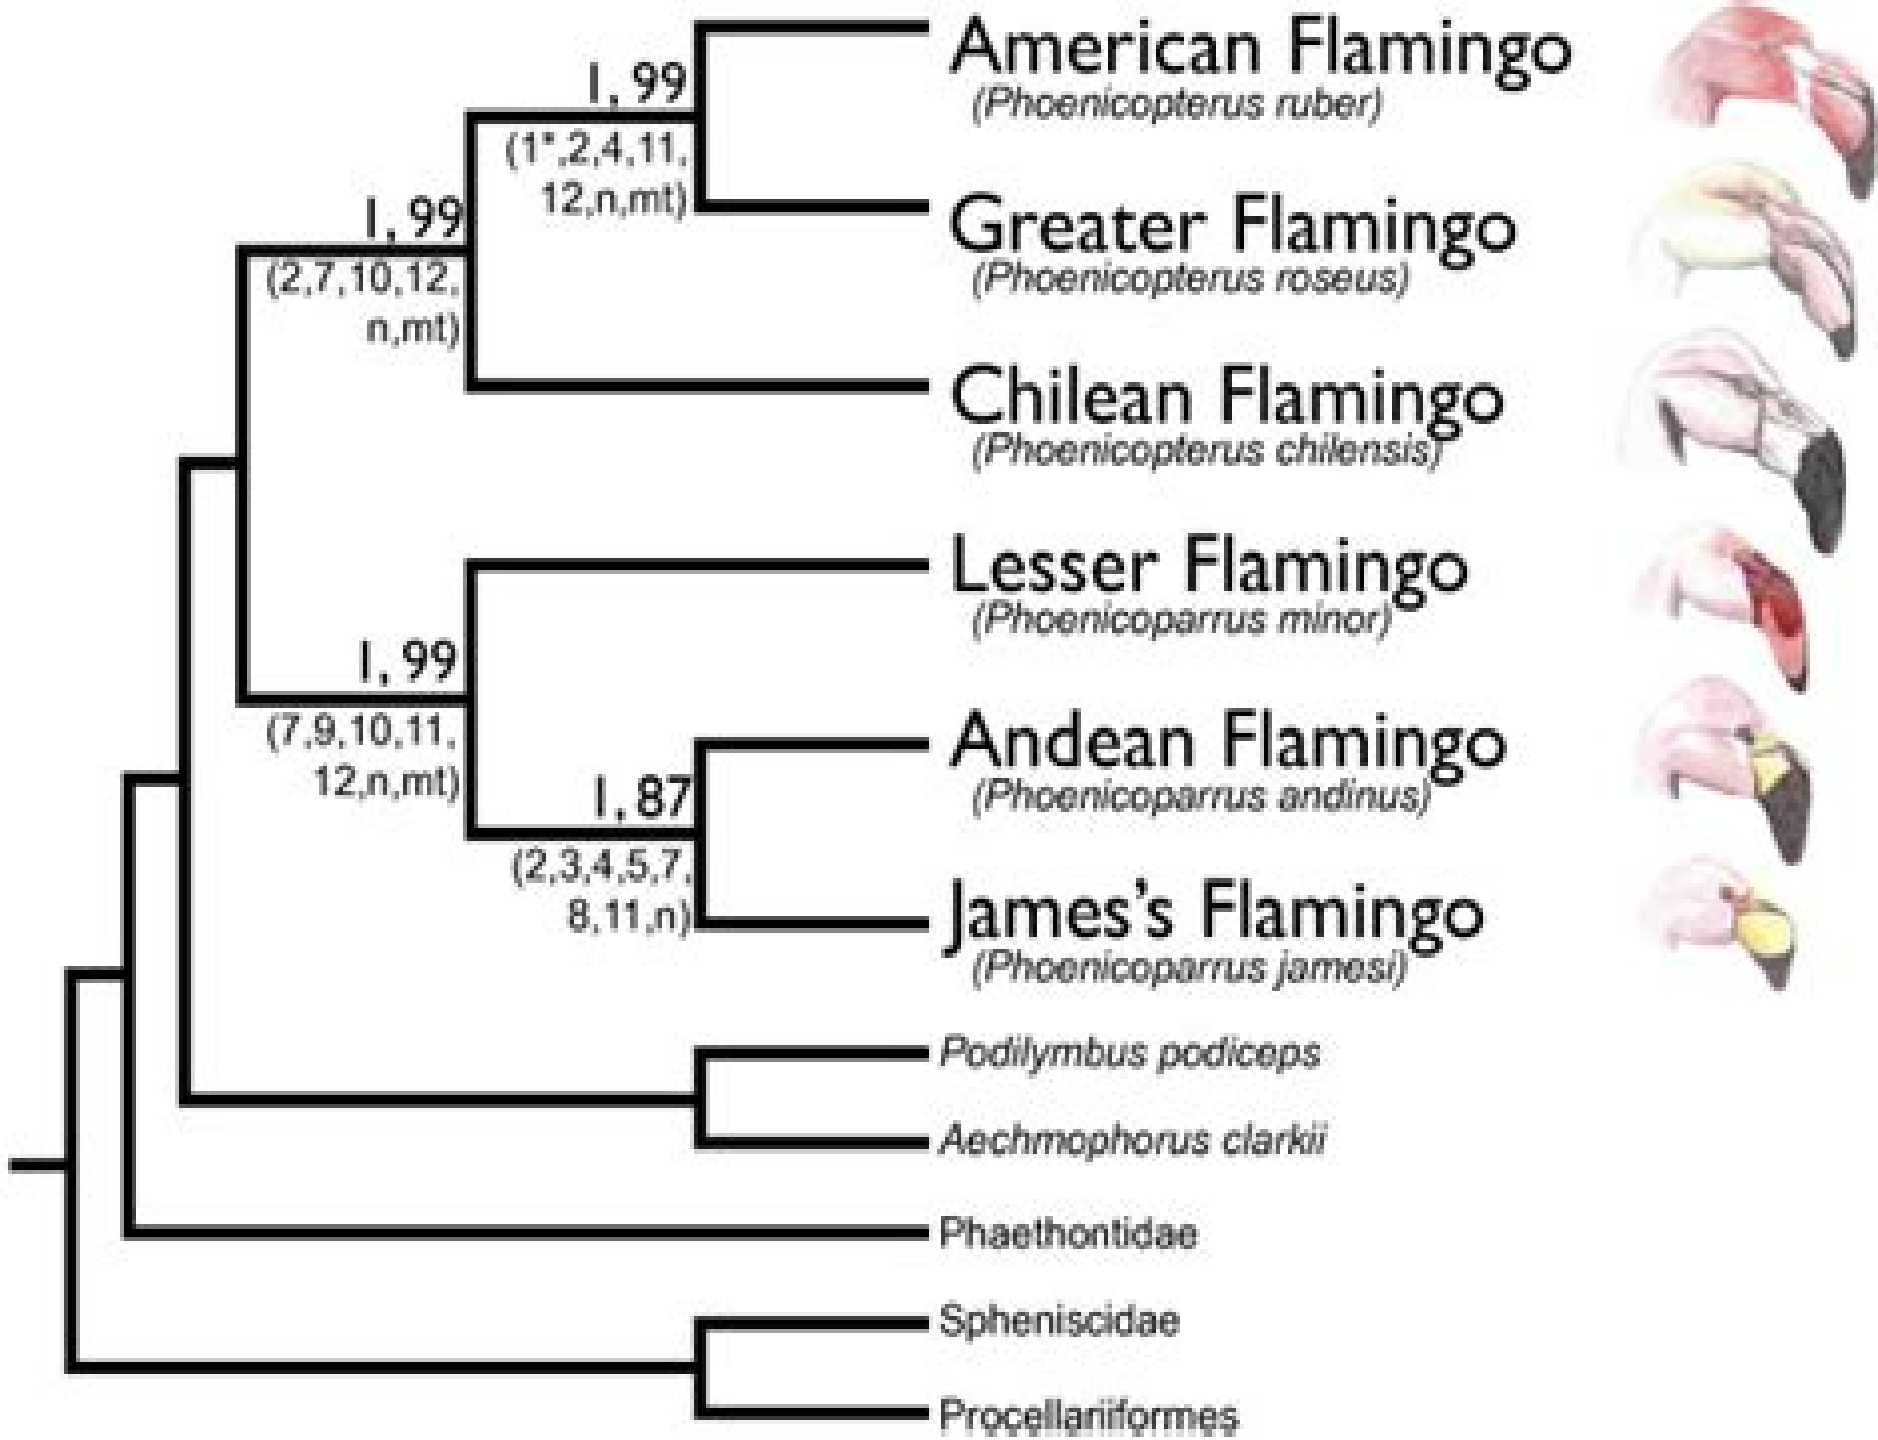 American Flamingo
(Phoenicopterus ruber)
1, 99
(1*,2,4,11,
12,n,mt)
Greater Flamingo
(Phoenicopterus roseus)
1, 99
(2,7,10,12,
n,mt)
Chilean Flamingo
(Phoenicopterus chilensis)
Lesser Flamingo
(Phoenicoparrus minor)
1, 99
(7,9,10,11,
12,n,mt)
Andean Flamingo
(Phoenicoparrus andinus)
1, 87
(2,3,4,5,7,
8,11,n)
James’s Flamingo
(Phoenicoparrus jamesi)
Podilymbus podiceps
Aechmophorus clarkii
Phaethontidae
Spheniscidae
Procellariiformes